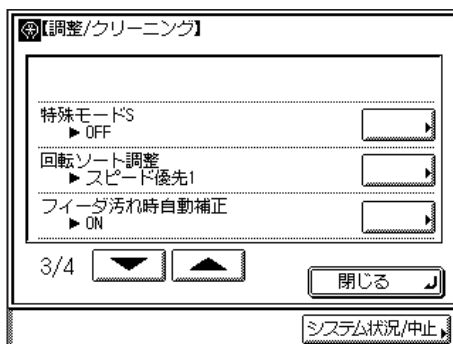 【調整/クリーニング】
特殊モードS
▶ OFF
回転ソート調整
▶ スピード優先1
フィーダ汚れ時自動補正
▶ ON
3/4
閉じる
システム状況/中止